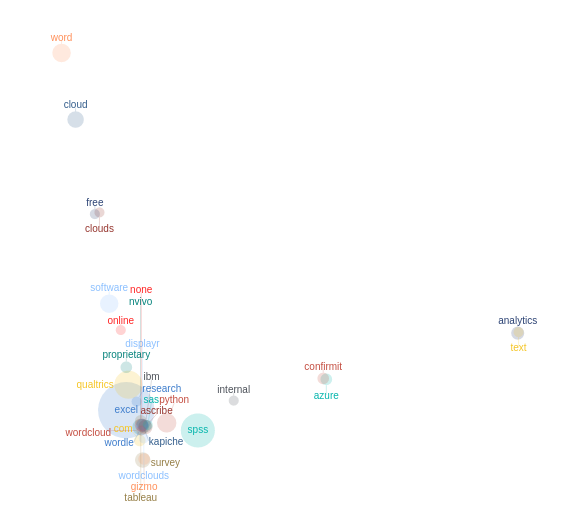 word
cloud
free
clouds
software none
nvivo
online
analytics
displayr
text
proprietary
confirmit
ibm
qualtrics research internal
azure
sas python
excel ascribe
wordcloud com spss
wordle kapiche
survey
wordclouds
gizmo
tableau